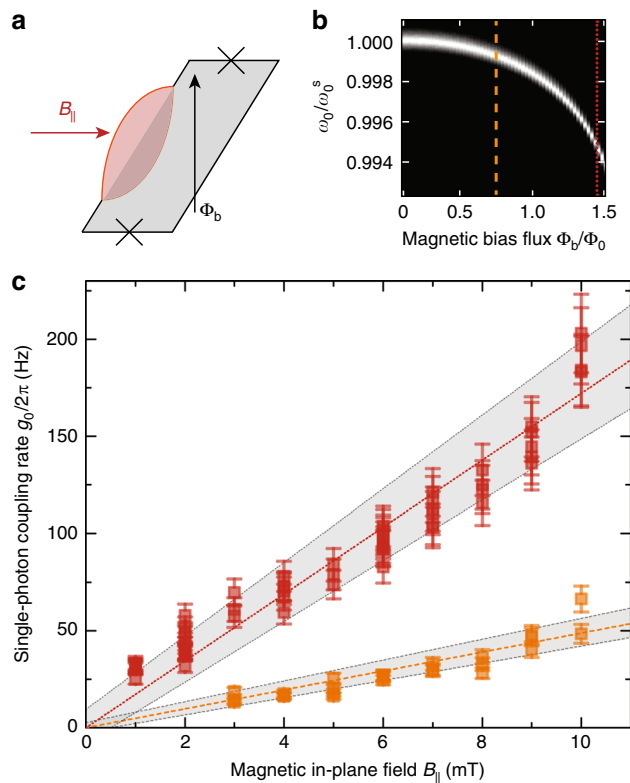 a
B||
Φb
b
ω0/ω0^s
1.000
0.998
0.996
0.994
0 0.5 1.0 1.5
Magnetic bias flux Φb/Φ0
c
Single-photon coupling rate g0/2π (Hz)
200
150
100
50
0
0 2 4 6 8 10
Magnetic in-plane field B|| (mT)